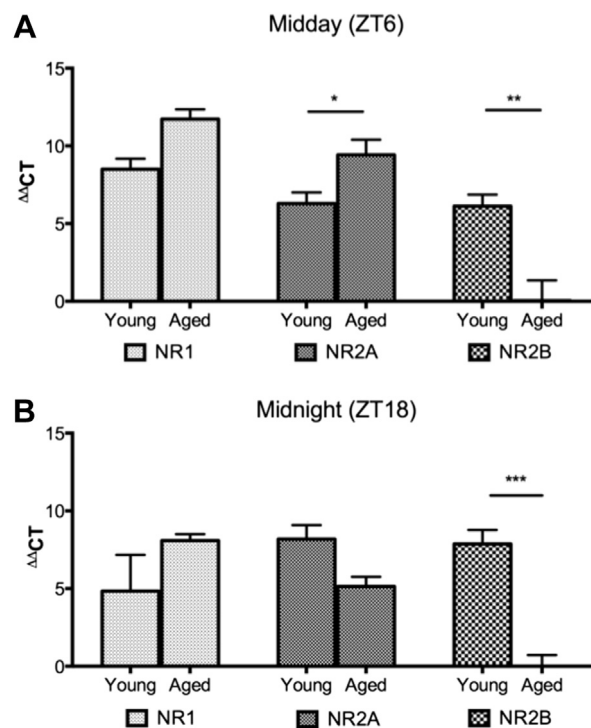 A
Midday (ZT6)
15
10
5
0
ΔΔCT
*
**
Young Aged Young Aged Young Aged
NR1 NR2A NR2B
B
Midnight (ZT18)
15
10
5
0
ΔΔCT
***
Young Aged Young Aged Young Aged
NR1 NR2A NR2B